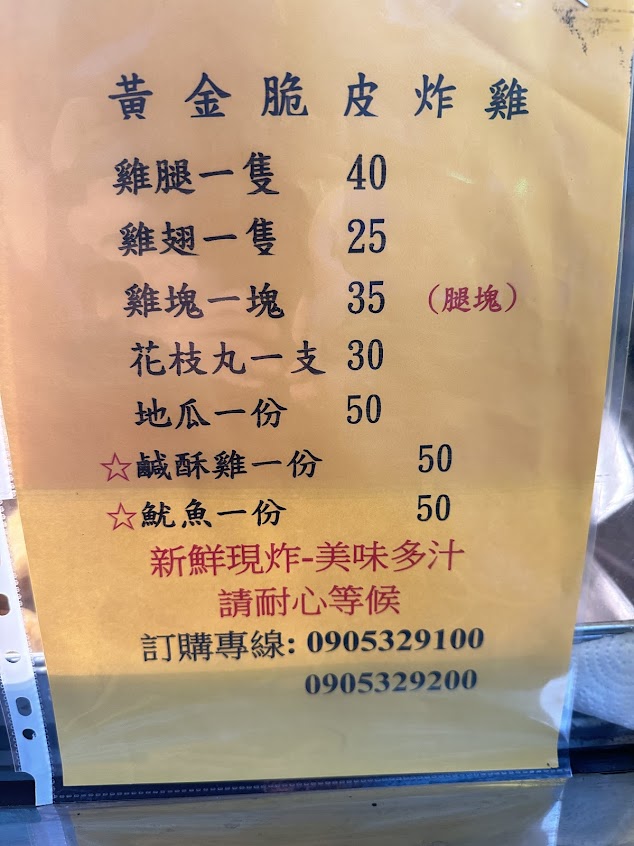 黃金脆皮炸雞
雞腿一隻 40
雞翅一隻 25
雞塊一塊 35 (腿塊)
花枝丸一支 30
地瓜一份 50
☆鹹酥雞一份 50
☆魷魚一份 50
新鮮現炸-美味多汁
請耐心等候
訂購專線: 0905329100
0905329200